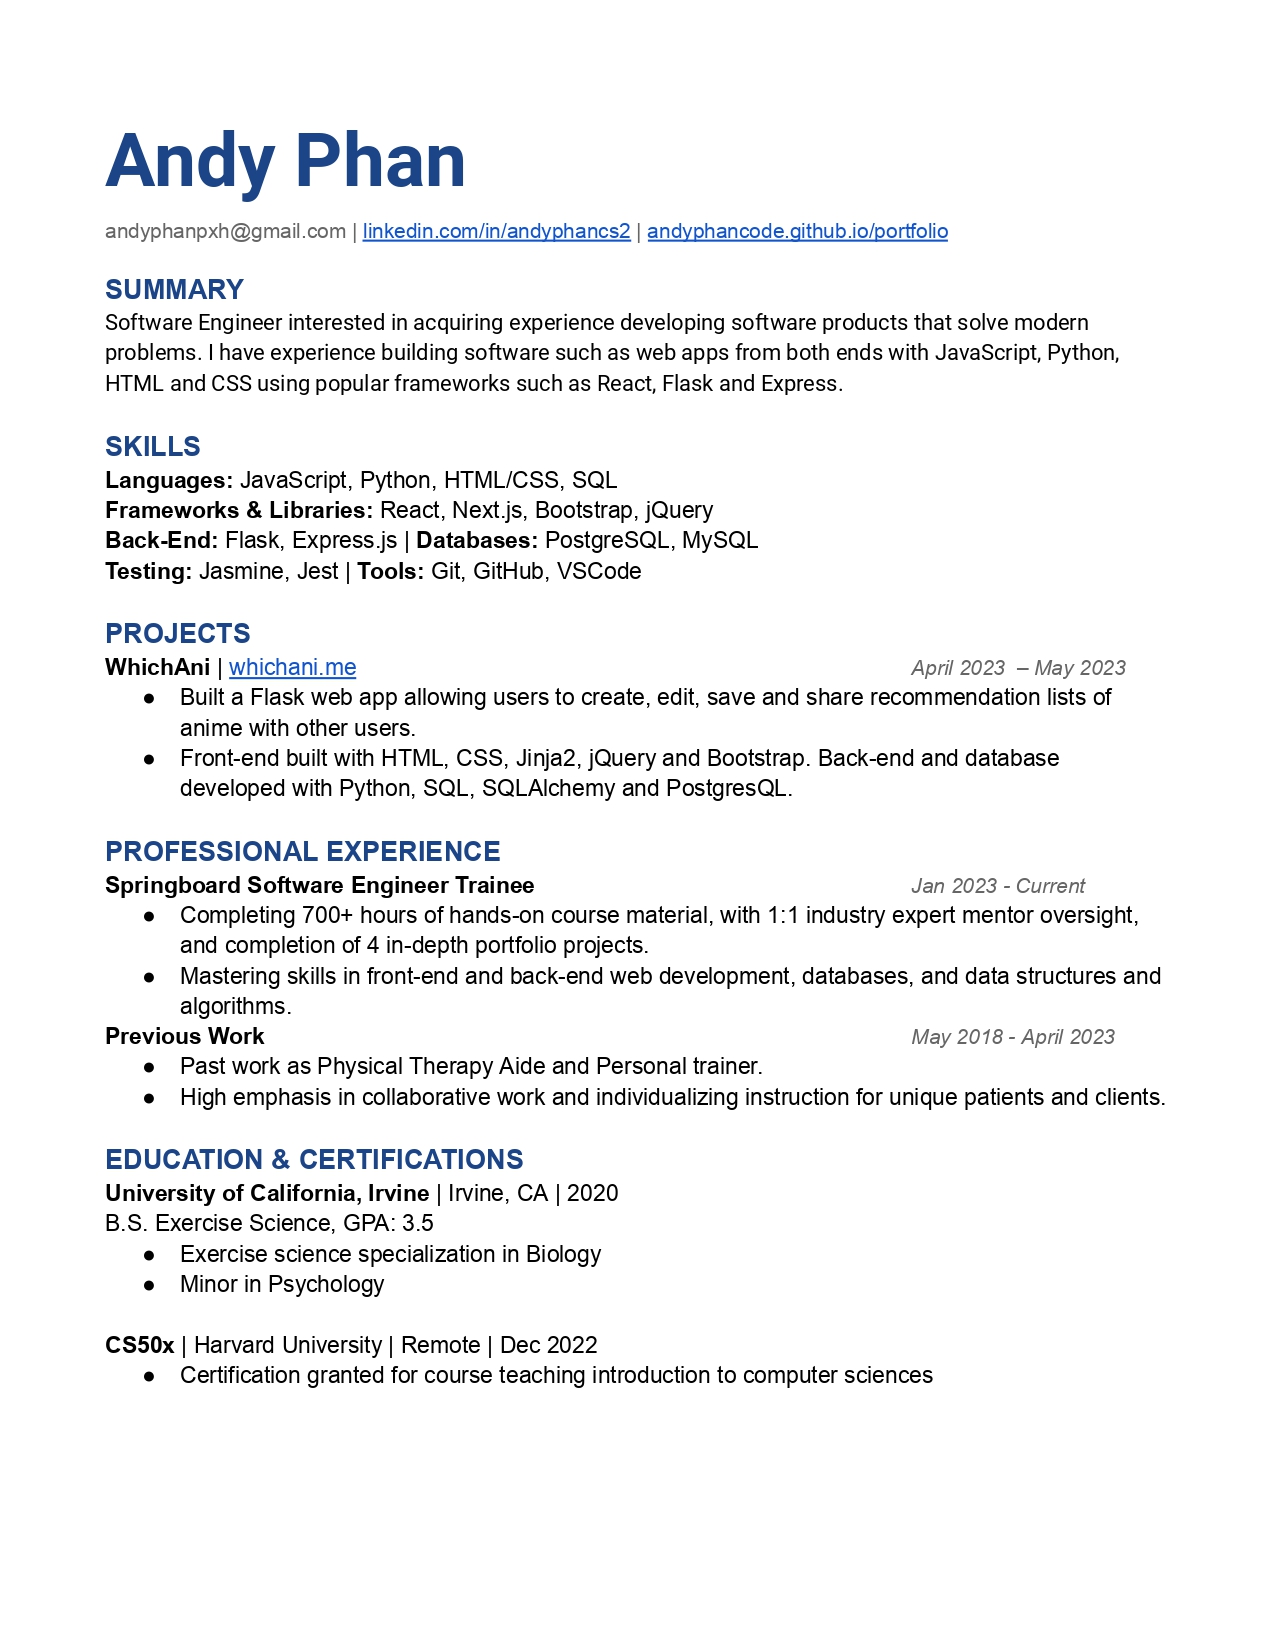 Andy Phan
andyphanpxh@gmail.com | linkedin.com/in/andyphancs2 | andyphancode.github.io/portfolio
SUMMARY
Software Engineer interested in acquiring experience developing software products that solve modern
problems. I have experience building software such as web apps from both ends with JavaScript, Python,
HTML and CSS using popular frameworks such as React, Flask and Express.
SKILLS
Languages: JavaScript, Python, HTML/CSS, SQL
Frameworks & Libraries: React, Next.js, Bootstrap, jQuery
Back-End: Flask, Express.js | Databases: PostgreSQL, MySQL
Testing: Jasmine, Jest | Tools: Git, GitHub, VSCode
PROJECTS
WhichAni | whichani.me April 2023 – May 2023
● Built a Flask web app allowing users to create, edit, save and share recommendation lists of
anime with other users.
● Front-end built with HTML, CSS, Jinja2, jQuery and Bootstrap. Back-end and database
developed with Python, SQL, SQLAlchemy and PostgresQL.
PROFESSIONAL EXPERIENCE
Springboard Software Engineer Trainee Jan 2023 - Current
● Completing 700+ hours of hands-on course material, with 1:1 industry expert mentor oversight,
and completion of 4 in-depth portfolio projects.
● Mastering skills in front-end and back-end web development, databases, and data structures and
algorithms.
Previous Work May 2018 - April 2023
● Past work as Physical Therapy Aide and Personal trainer.
● High emphasis in collaborative work and individualizing instruction for unique patients and clients.
EDUCATION & CERTIFICATIONS
University of California, Irvine | Irvine, CA | 2020
B.S. Exercise Science, GPA: 3.5
● Exercise science specialization in Biology
● Minor in Psychology
CS50x | Harvard University | Remote | Dec 2022
● Certification granted for course teaching introduction to computer sciences